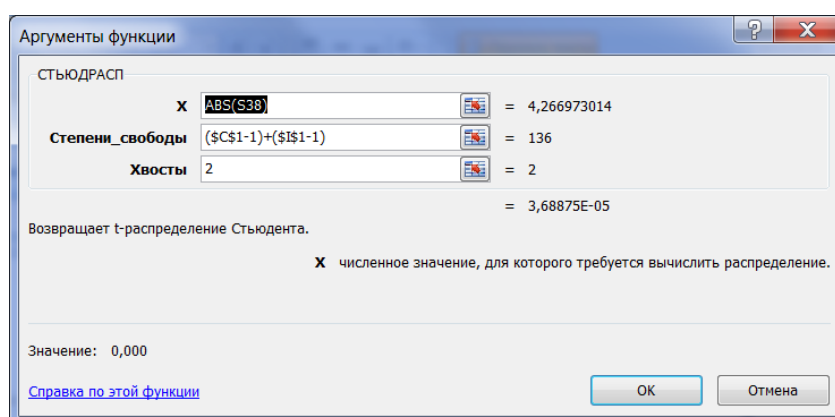 Аргументы функции
СТЬЮДРАСП
X ABS(S38) = 4,266973014
Степени_свободы ($C$1-1)+($I$1-1) = 136
Хвосты 2 = 2
= 3,68875E-05
Возвращает t-распределение Стьюдента.
X численное значение, для которого требуется вычислить распределение.
Значение: 0,000
Справка по этой функции
ОК Отмена